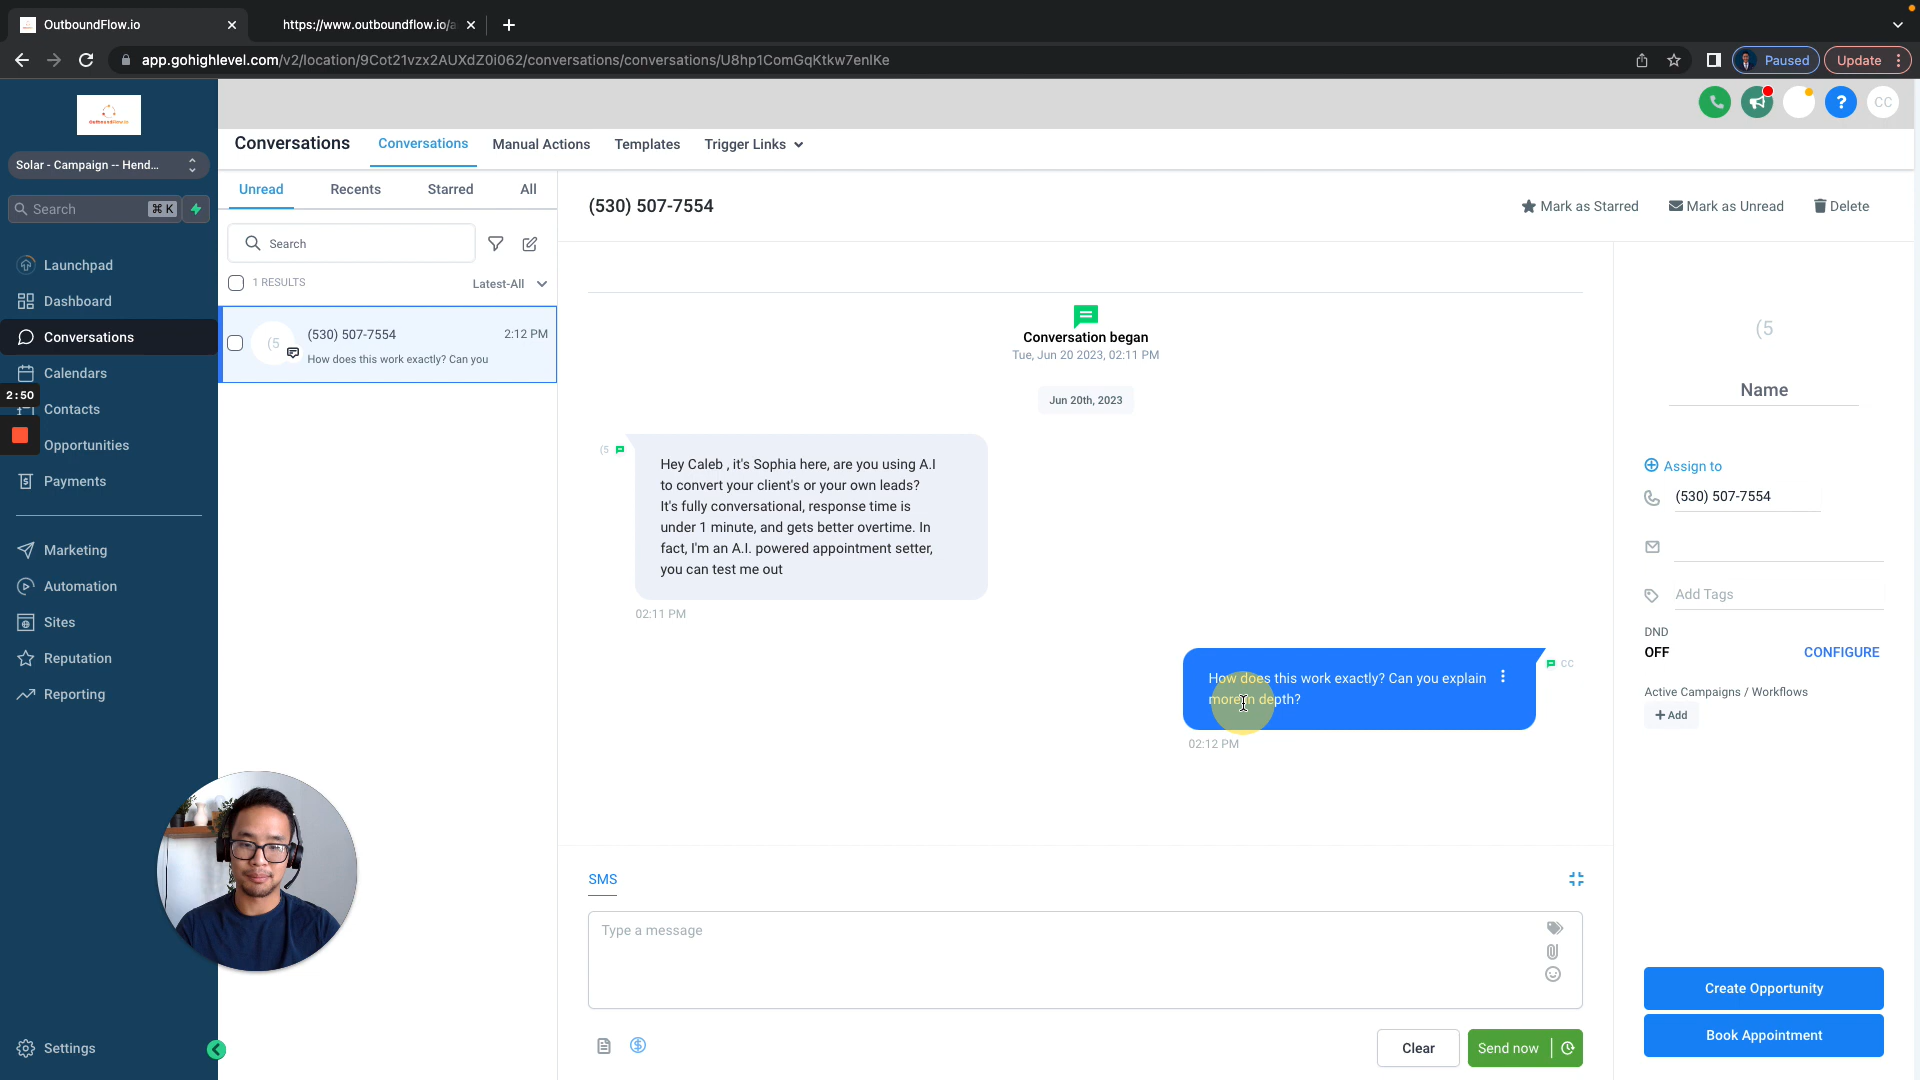 OutboundFlow.io
https://www.outboundflow.io/a
app.gohighlevel.com/v2/location/9Cot21vzx2AUXdZ0i062/conversations/conversations/U8hp1ComGqKtkw7enlKe
Paused
Update
OutboundFlow.io
CC
Solar - Campaign -- Hend...
Search
⌘ K
Launchpad
Dashboard
Conversations
Calendars
2:50
Contacts
Opportunities
Payments
Marketing
Automation
Sites
Reputation
Reporting
Settings
Conversations
Conversations
Manual Actions
Templates
Trigger Links
Unread
Recents
Starred
All
Search
1 RESULTS
Latest-All
(5
(530) 507-7554
2:12 PM
How does this work exactly? Can you
(530) 507-7554
Mark as Starred
Mark as Unread
Delete
Conversation began
Tue, Jun 20 2023, 02:11 PM
Jun 20th, 2023
(5
Hey Caleb , it's Sophia here, are you using A.I
to convert your client's or your own leads?
It's fully conversational, response time is
under 1 minute, and gets better overtime. In
fact, I'm an A.I. powered appointment setter,
you can test me out
02:11 PM
How does this work exactly? Can you explain
more in depth?
CC
02:12 PM
SMS
Type a message
Clear
Send now
(5
Name
Assign to
(530) 507-7554
Add Tags
DND
OFF
CONFIGURE
Active Campaigns / Workflows
+ Add
Create Opportunity
Book Appointment